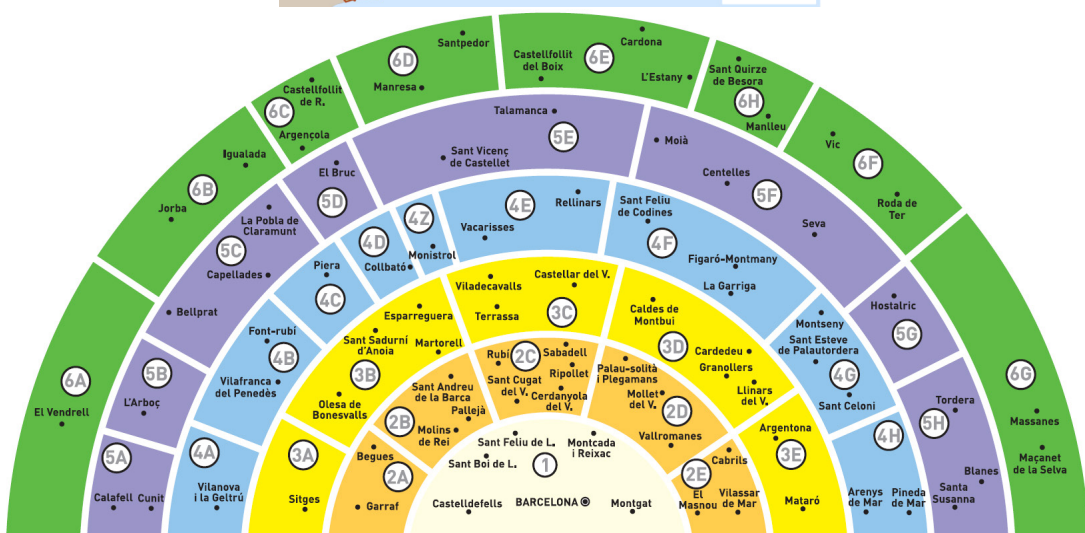 Santpedor
6D
Manresa
Cardona
Castellfollit
del Boix
6E
L'Estany
Sant Quirze
de Besora
6H
Manlleu
Castellfollit
de R.
6C
Argençola
Vic
6F
Roda de
Ter
Igualada
6B
Jorba
Talamanca
5E
Sant Vicenç
de Castellet
Moià
Centelles
5F
Seva
El Bruc
5D
La Pobla de
Claramunt
5C
Capellades
Bellprat
4Z
Monistrol
4D
Collbató
4E
Rellinars
Vacarisses
Sant Feliu
de Codines
4F
Figaró-Montmany
La Garriga
Piera
4C
Hostalric
5G
Montseny
Sant Esteve
de Palautordera
4G
Sant Celoni
Font-rubí
4B
Vilafranca
del Penedès
Viladecavalls
Castellar del V.
Terrassa
3C
Esparreguera
Sant Sadurní
d'Anoia
Martorell
3B
Olesa de
Bonesvalls
Caldes de
Montbui
3D
Cardedeu
Granollers
Llinars
del V.
6A
El Vendrell
5B
L'Arboç
6G
Massanes
Maçanet
de la Selva
Rubí
2C
Sabadell
Ripollet
Sant Cugat
del V.
Cerdanyola
del V.
Palau-solità
i Plegamans
Mollet
del V.
2D
Vallromanes
Sant Andreu
de la Barca
2B
Pallejà
Molins
de Rei
Tordera
5H
Blanes
Santa
Susanna
5A
Calafell
Cunit
4A
Vilanova
i la Geltrú
3A
Sitges
Begues
2A
Garraf
Sant Feliu de L.
Montcada
i Reixac
Sant Boi de L.
1
Castelldefells
BARCELONA
Montgat
2E
Cabrils
El
Masnou
Vilassar
de Mar
Argentona
3E
Mataró
4H
Arenys
de Mar
Pineda
de Mar